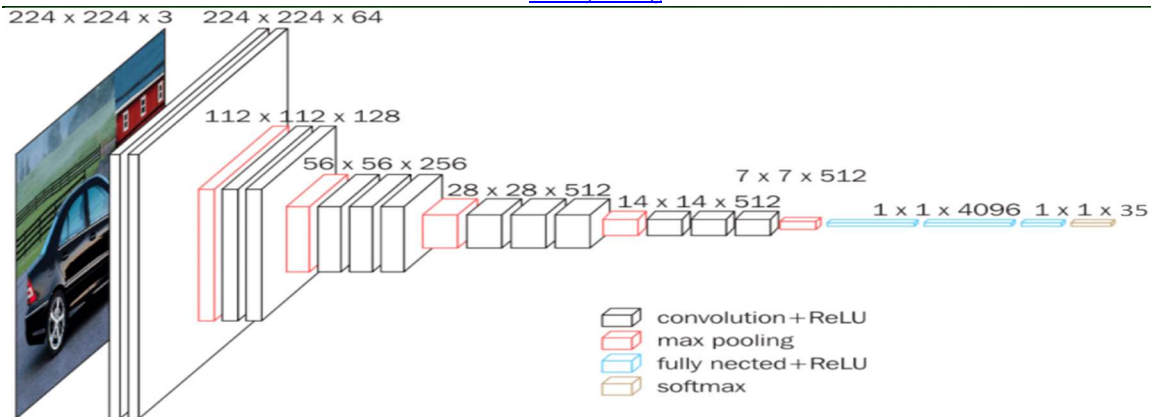 224 x 224 x 3
224 x 224 x 64
112 x 112 x 128
56 x 56 x 256
28 x 28 x 512
14 x 14 x 512
7 x 7 x 512
1 x 1 x 4096
1 x 1 x 35
convolution+ReLU
max pooling
fully nected+ReLU
softmax